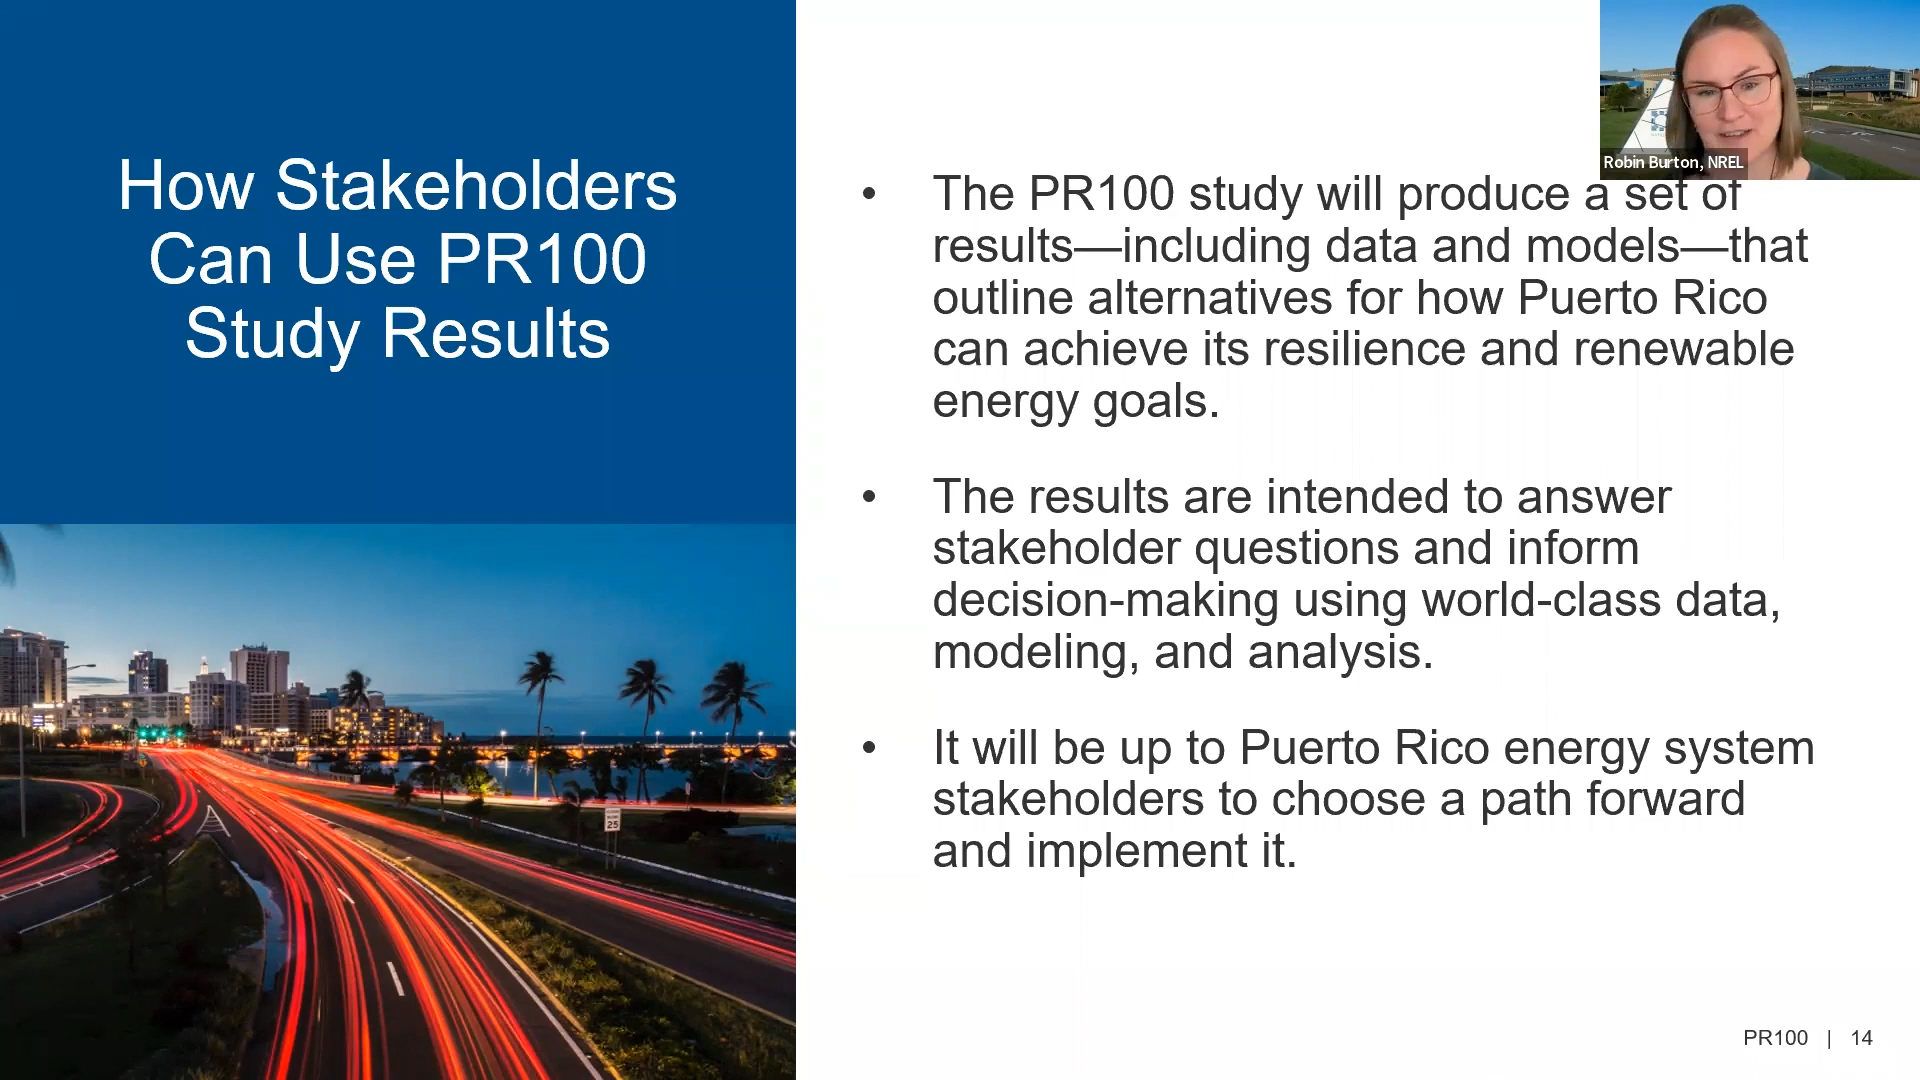 How Stakeholders
Can Use PR100
Study Results
Robin Burton, NREL
• The PR100 study will produce a set of
results—including data and models—that
outline alternatives for how Puerto Rico
can achieve its resilience and renewable
energy goals.
• The results are intended to answer
stakeholder questions and inform
decision-making using world-class data,
modeling, and analysis.
• It will be up to Puerto Rico energy system
stakeholders to choose a path forward
and implement it.
25
PR100 | 14